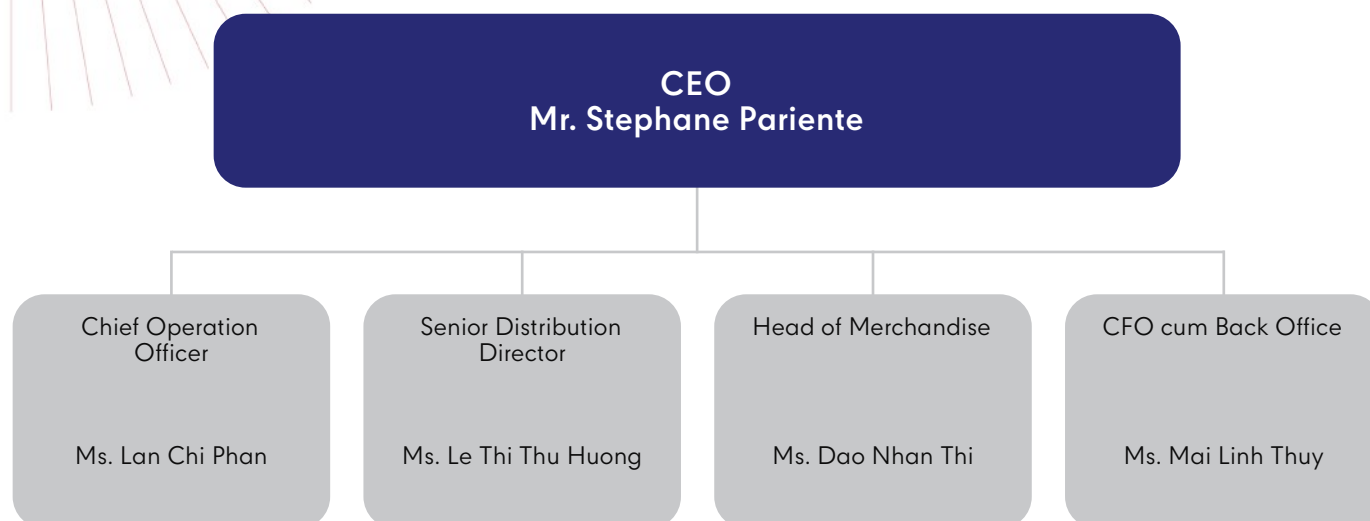 CEO
Mr. Stephane Pariente
Chief Operation
Officer
Ms. Lan Chi Phan
Senior Distribution
Director
Ms. Le Thi Thu Huong
Head of Merchandise
Ms. Dao Nhan Thi
CFO cum Back Office
Ms. Mai Linh Thuy